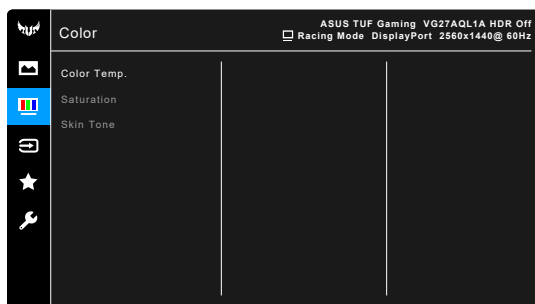 ASUS TUF Gaming VG27AQL1A HDR Off
Color
Racing Mode DisplayPort 2560x1440@ 60Hz
Color Temp.
Saturation
Skin Tone